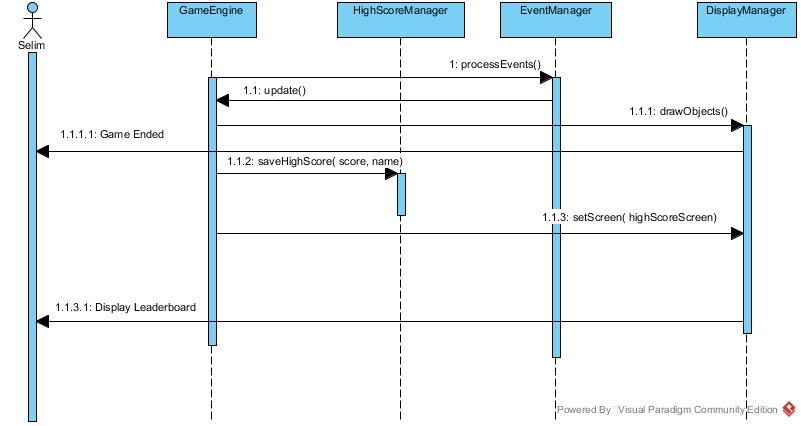 GameEngine
HighScoreManager
EventManager
DisplayManager
Selim
1: processEvents()
1.1: update()
1.1.1: drawObjects()
1.1.1.1: Game Ended
1.1.2: saveHighScore( score, name)
1.1.3: setScreen( highScoreScreen)
1.1.3.1: Display Leaderboard
Powered By Visual Paradigm Community Edition